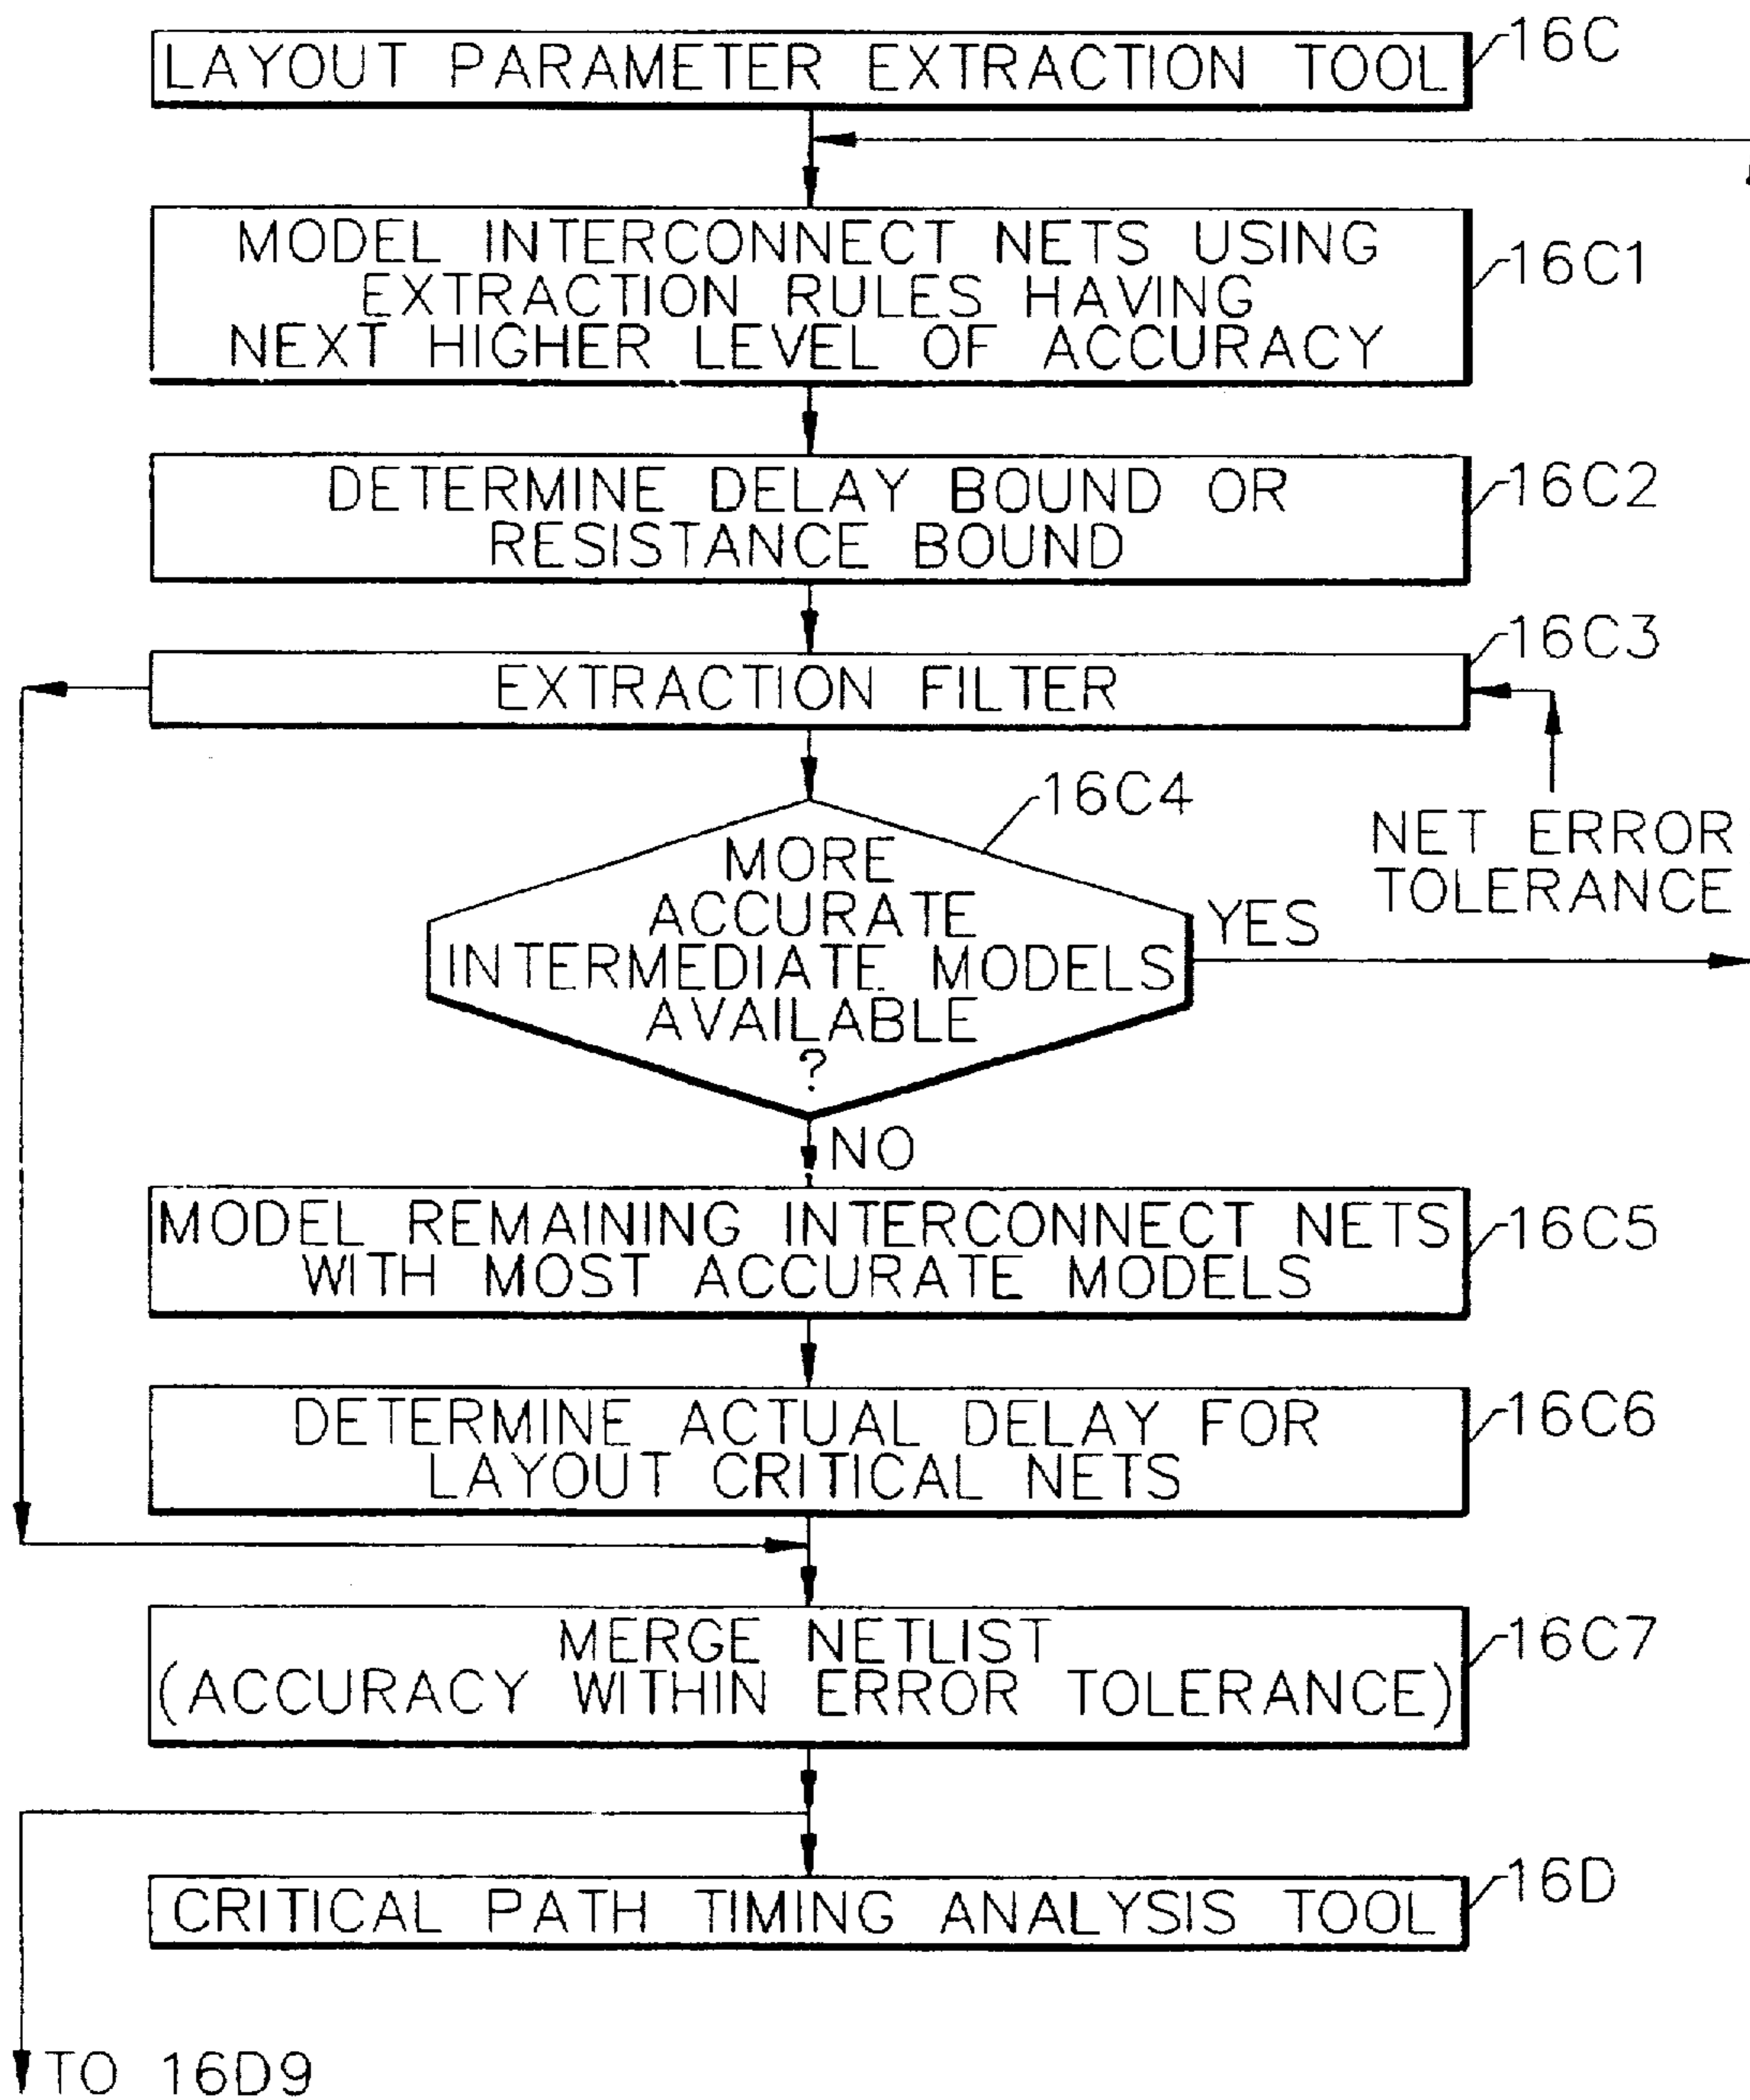 LAYOUT PARAMETER EXTRACTION TOOL
16C
MODEL INTERCONNECT NETS USING
EXTRACTION RULES HAVING
NEXT HIGHER LEVEL OF ACCURACY
16C1
DETERMINE DELAY BOUND OR
RESISTANCE BOUND
16C2
EXTRACTION FILTER
16C3
NET ERROR
TOLERANCE
16C4
MORE
ACCURATE
INTERMEDIATE MODELS
AVAILABLE
?
YES
NO
MODEL REMAINING INTERCONNECT NETS
WITH MOST ACCURATE MODELS
16C5
DETERMINE ACTUAL DELAY FOR
LAYOUT CRITICAL NETS
16C6
MERGE NETLIST
(ACCURACY WITHIN ERROR TOLERANCE)
16C7
CRITICAL PATH TIMING ANALYSIS TOOL
16D
TO 16D9